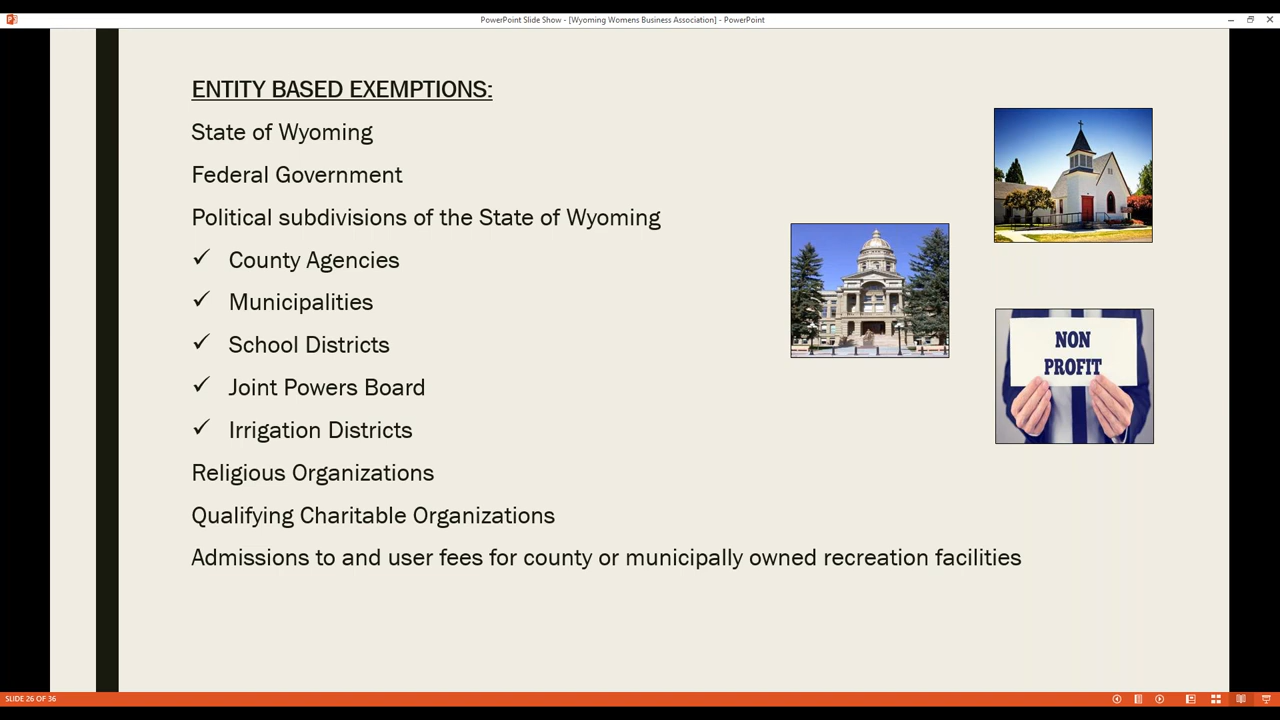 PowerPoint Slide Show - [Wyoming Womens Business Association] - PowerPoint
ENTITY BASED EXEMPTIONS:
State of Wyoming
Federal Government
Political subdivisions of the State of Wyoming
✓ County Agencies
✓ Municipalities
✓ School Districts
✓ Joint Powers Board
✓ Irrigation Districts
Religious Organizations
Qualifying Charitable Organizations
Admissions to and user fees for county or municipally owned recreation facilities
NON
PROFIT
SLIDE 26 OF 36